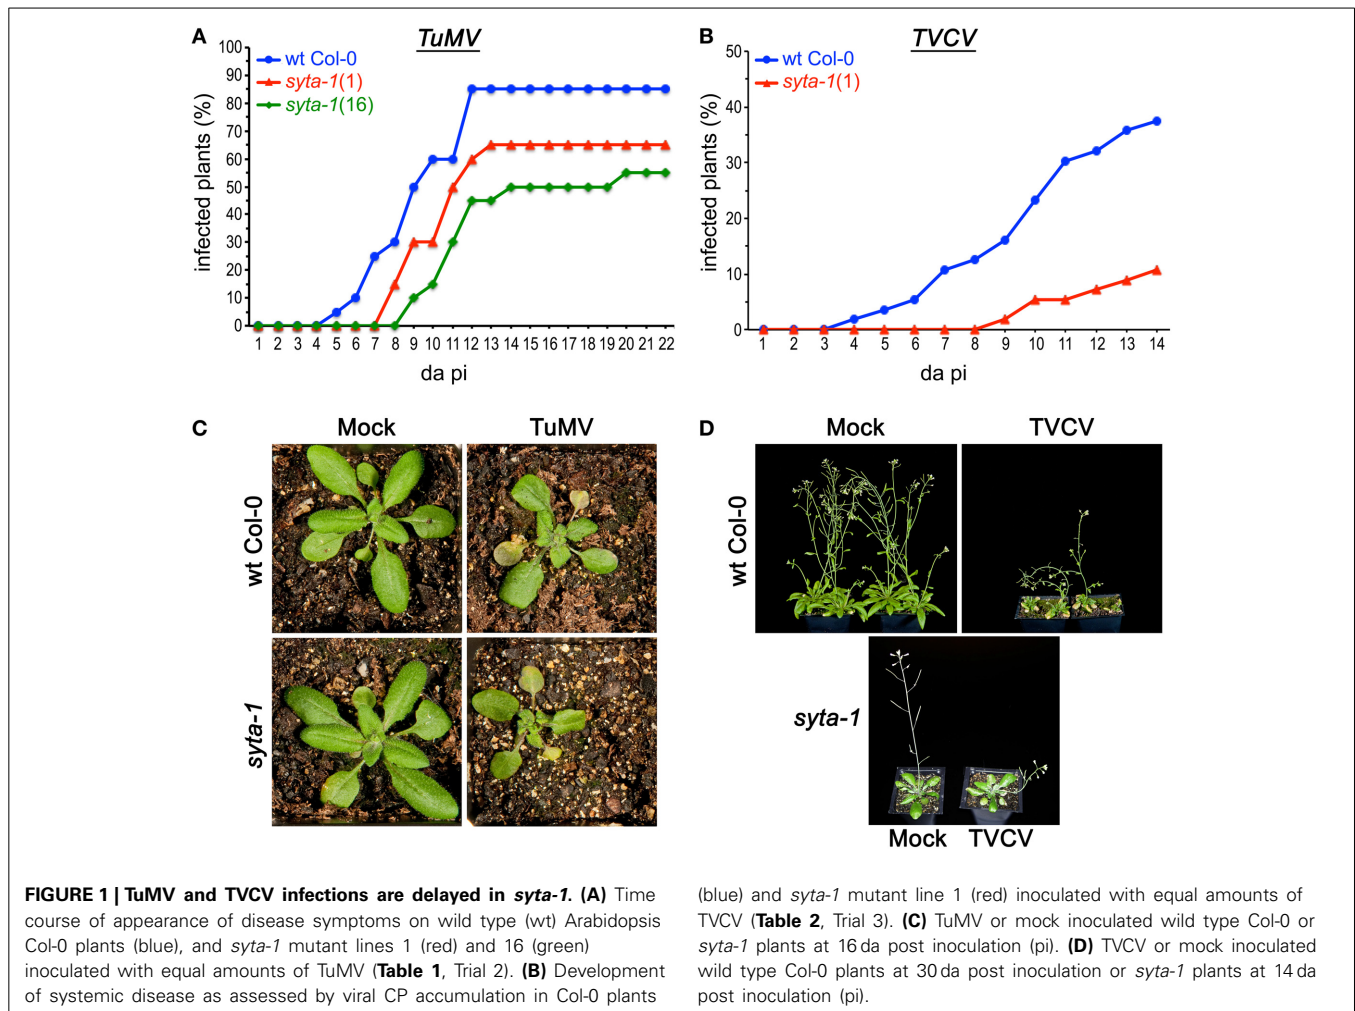 A
TuMV
100
90
80
70
60
50
40
30
20
10
0
infected plants (%)
wt Col-0
syta-1(1)
syta-1(16)
1 2 3 4 5 6 7 8 9 10 11 12 13 14 15 16 17 18 19 20 21 22
da pi
B
TVCV
50
40
30
20
10
0
infected plants (%)
wt Col-0
syta-1(1)
1 2 3 4 5 6 7 8 9 10 11 12 13 14
da pi
C
Mock TuMV
wt Col-0
syta-1
D
Mock TVCV
wt Col-0
syta-1
Mock TVCV
FIGURE 1 | TuMV and TVCV infections are delayed in syta-1. (A) Time
course of appearance of disease symptoms on wild type (wt) Arabidopsis
Col-0 plants (blue), and syta-1 mutant lines 1 (red) and 16 (green)
inoculated with equal amounts of TuMV (Table 1, Trial 2). (B) Development
of systemic disease as assessed by viral CP accumulation in Col-0 plants
(blue) and syta-1 mutant line 1 (red) inoculated with equal amounts of
TVCV (Table 2, Trial 3). (C) TuMV or mock inoculated wild type Col-0 or
syta-1 plants at 16 da post inoculation (pi). (D) TVCV or mock inoculated
wild type Col-0 plants at 30 da post inoculation or syta-1 plants at 14 da
post inoculation (pi).